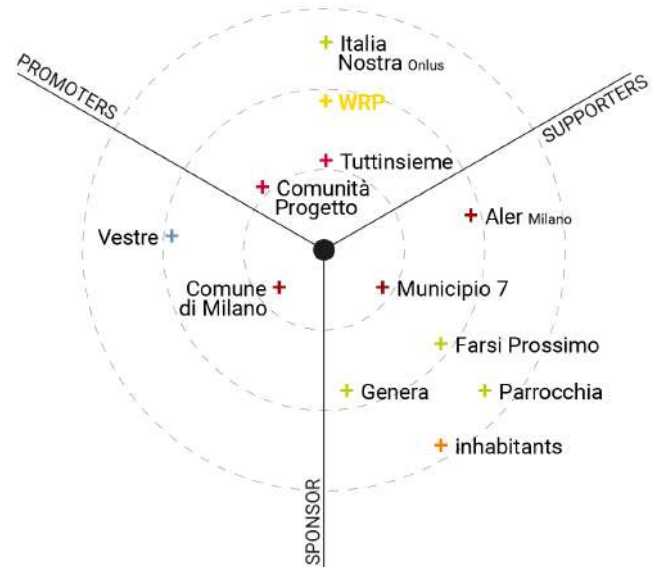 Italia
Nostra Onlus
PROMOTERS
SUPPORTERS
WRP
Tuttinsieme
Comunità
Progetto
Aler Milano
Vestre
Comune
di Milano
Municipio 7
Farsi Prossimo
Genera
Parrocchia
inhabitants
SPONSOR